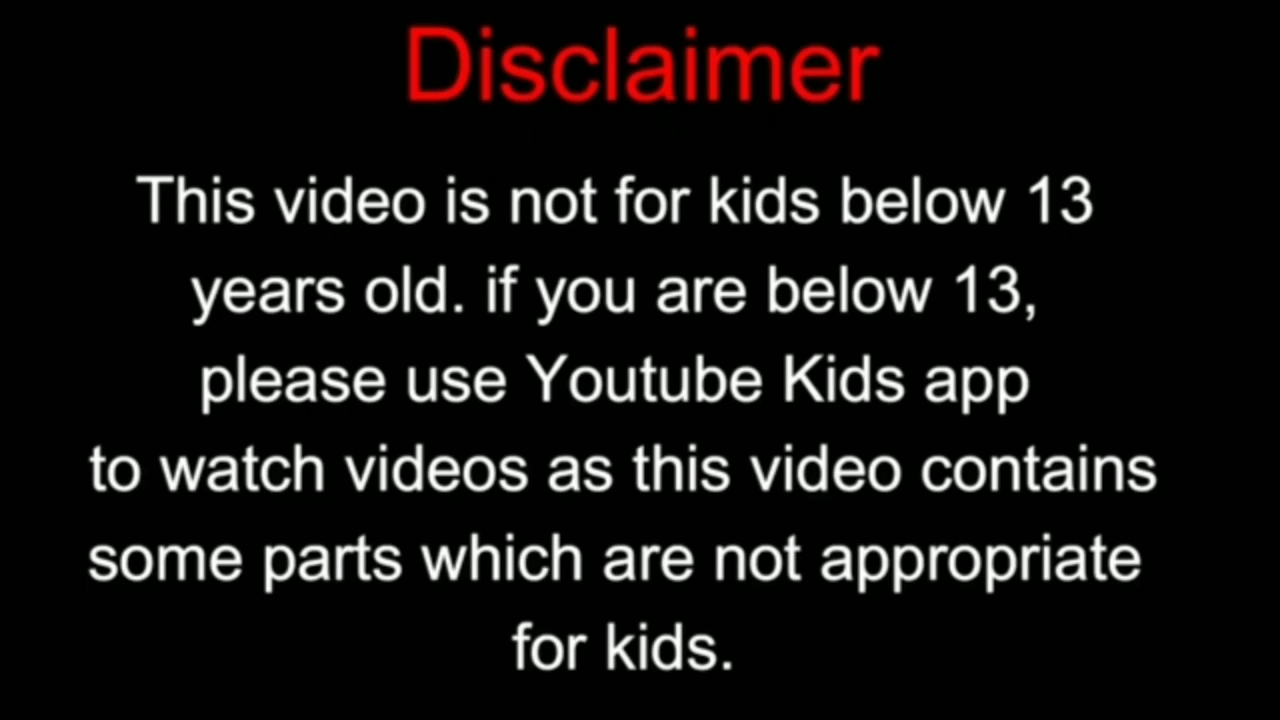 Disclaimer
This video is not for kids below 13
years old. if you are below 13,
please use Youtube Kids app
to watch videos as this video contains
some parts which are not appropriate
for kids.